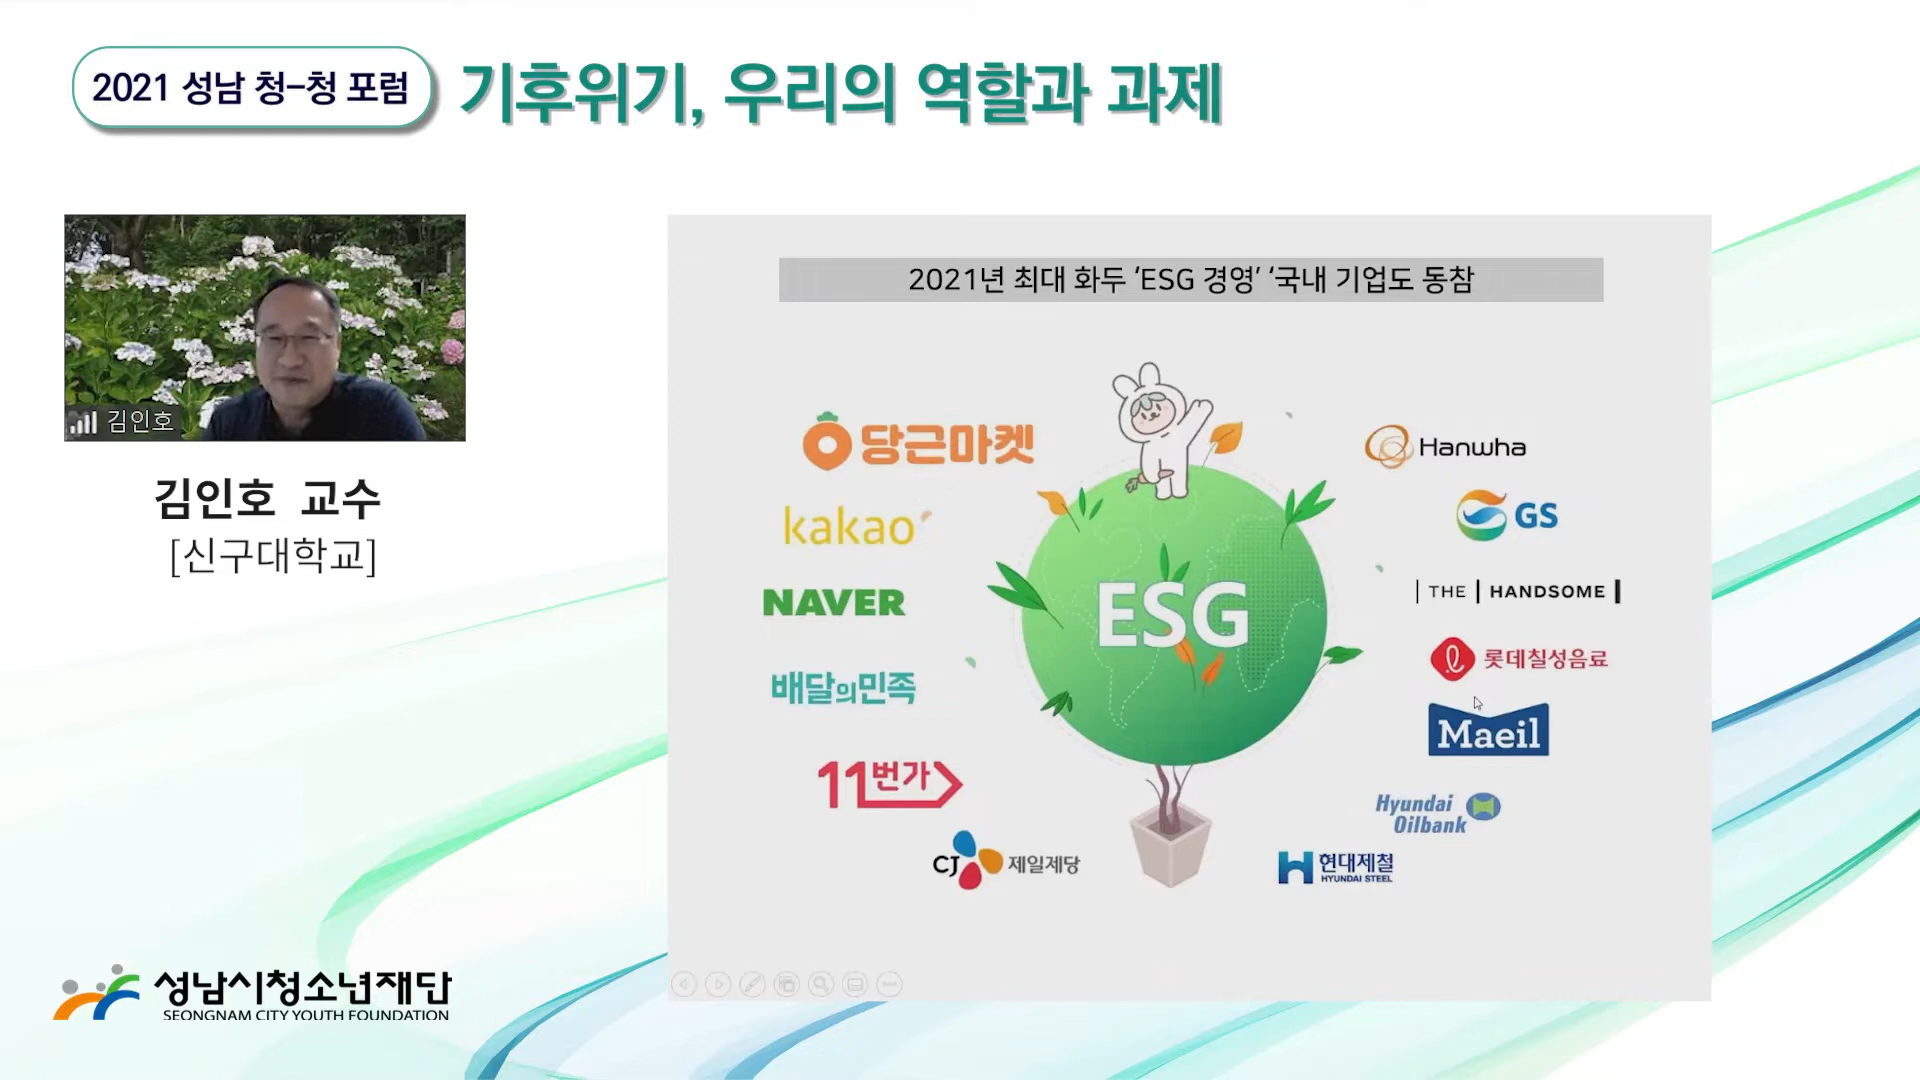 2021 성남 청-청 포럼
기후위기, 우리의 역할과 과제
김인호
김인호 교수
[신구대학교]
2021년 최대 화두 ‘ESG 경영’ ‘국내 기업도 동참
당근마켓
kakao
NAVER
배달의민족
11번가
CJ 제일제당
ESG
Hanwha
GS
THE HANDSOME
롯데칠성음료
Maeil
Hyundai
Oilbank
현대제철
HYUNDAI STEEL
성남시청소년재단
SEONGNAM CITY YOUTH FOUNDATION